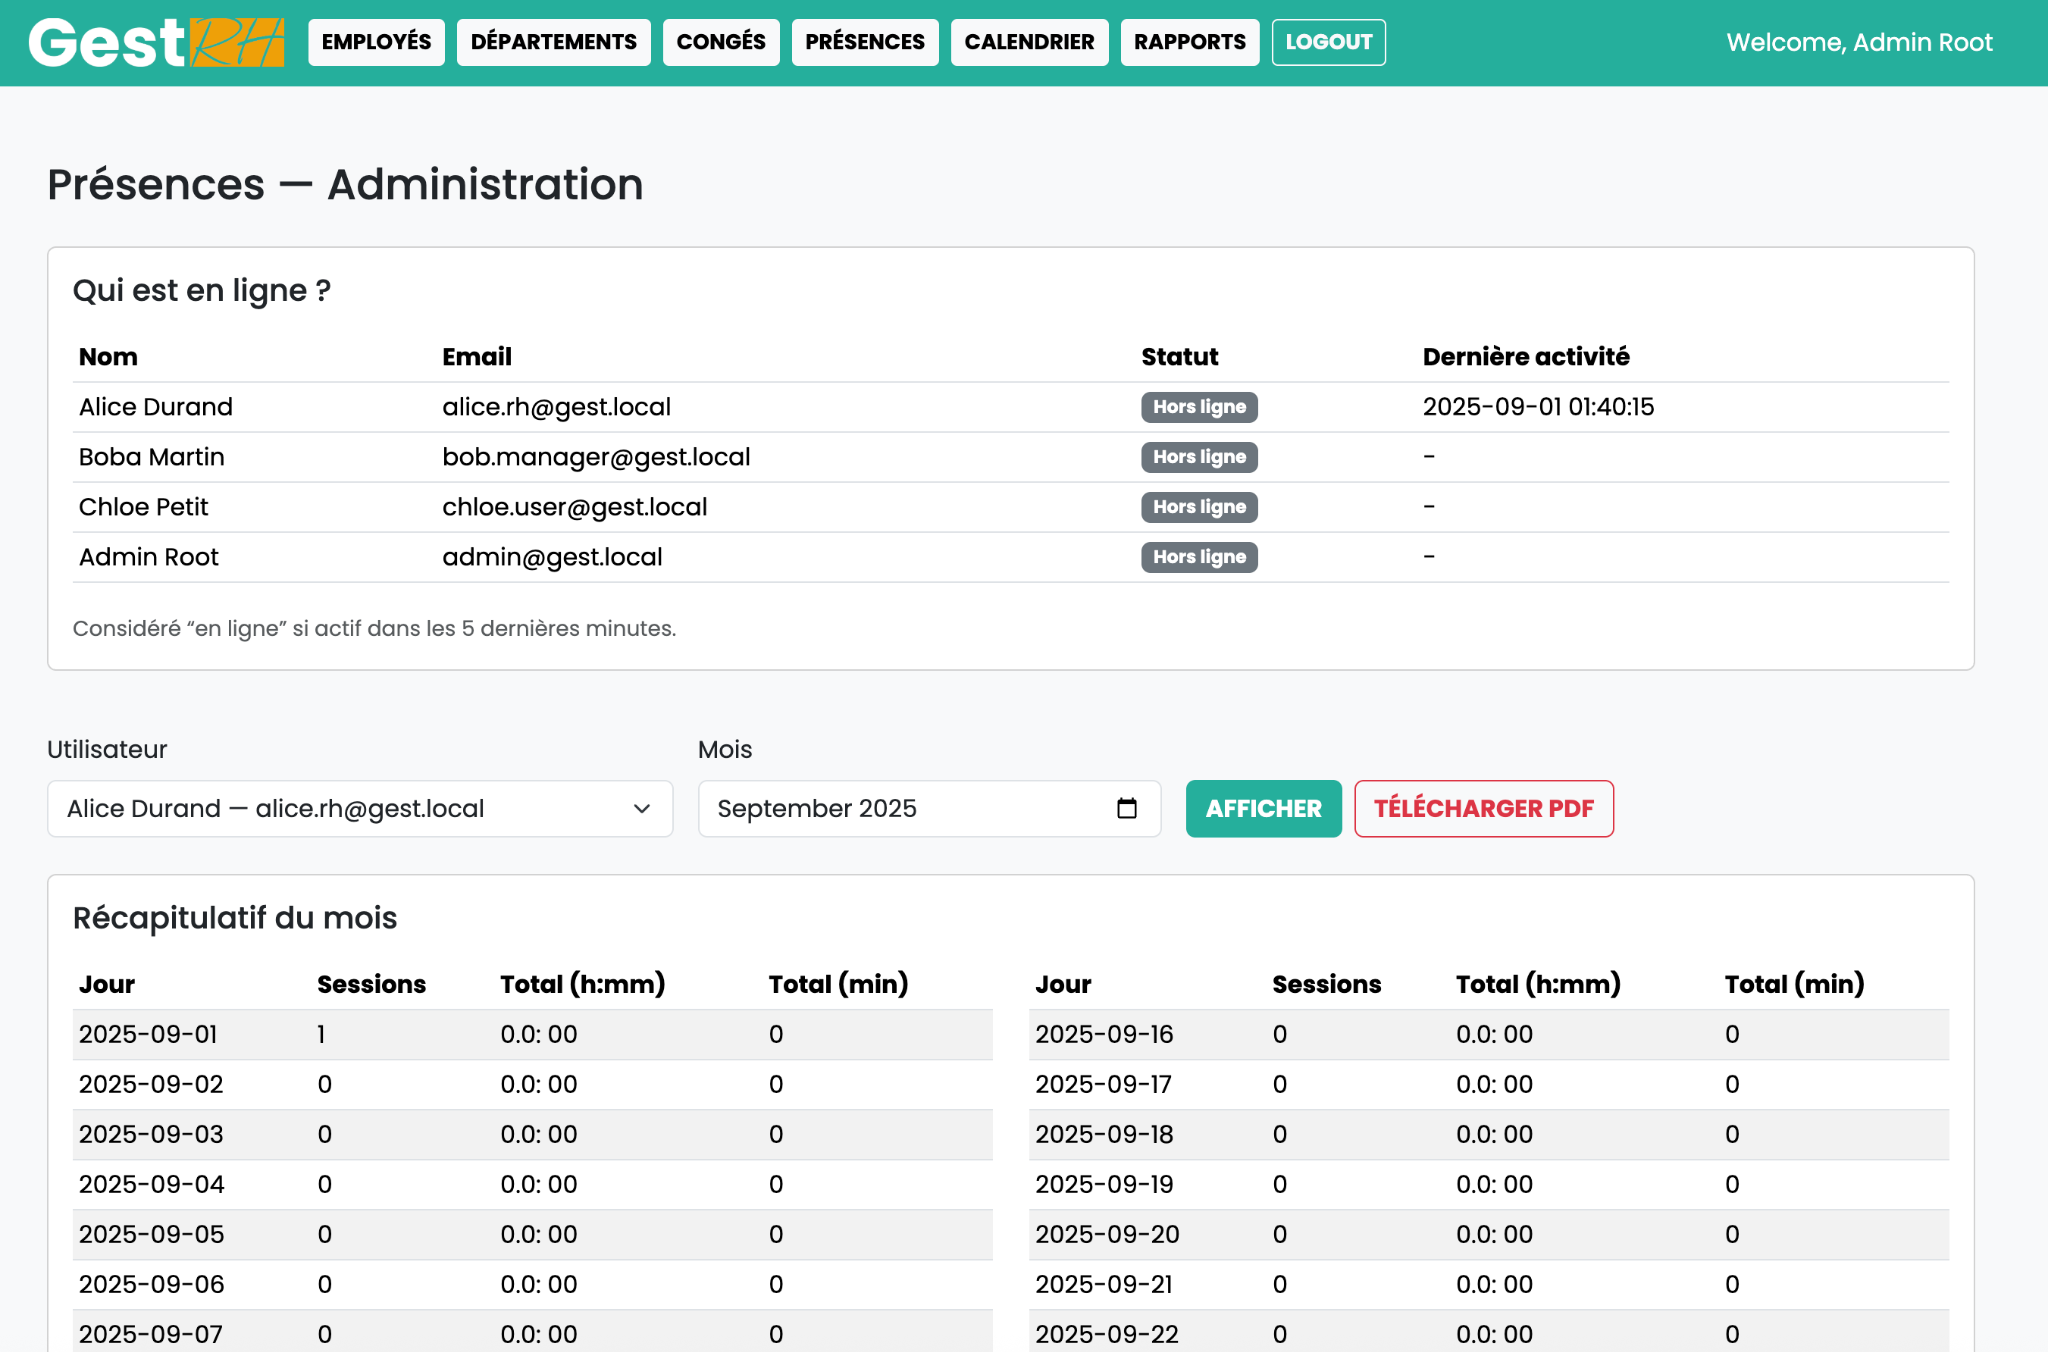 GestRH EMPLOYÉS DÉPARTEMENTS CONGÉS PRÉSENCES CALENDRIER RAPPORTS LOGOUT Welcome, Admin Root
Présences — Administration
Qui est en ligne ?
Nom Email Statut Dernière activité
Alice Durand alice.rh@gest.local Hors ligne 2025-09-01 01:40:15
Boba Martin bob.manager@gest.local Hors ligne -
Chloe Petit chloe.user@gest.local Hors ligne -
Admin Root admin@gest.local Hors ligne -
Considéré “en ligne” si actif dans les 5 dernières minutes.
Utilisateur Mois
Alice Durand — alice.rh@gest.local September 2025 AFFICHER TÉLÉCHARGER PDF
Récapitulatif du mois
Jour Sessions Total (h:mm) Total (min) Jour Sessions Total (h:mm) Total (min)
2025-09-01 1 0.0: 00 0 2025-09-16 0 0.0: 00 0
2025-09-02 0 0.0: 00 0 2025-09-17 0 0.0: 00 0
2025-09-03 0 0.0: 00 0 2025-09-18 0 0.0: 00 0
2025-09-04 0 0.0: 00 0 2025-09-19 0 0.0: 00 0
2025-09-05 0 0.0: 00 0 2025-09-20 0 0.0: 00 0
2025-09-06 0 0.0: 00 0 2025-09-21 0 0.0: 00 0
2025-09-07 0 0.0: 00 0 2025-09-22 0 0.0: 00 0